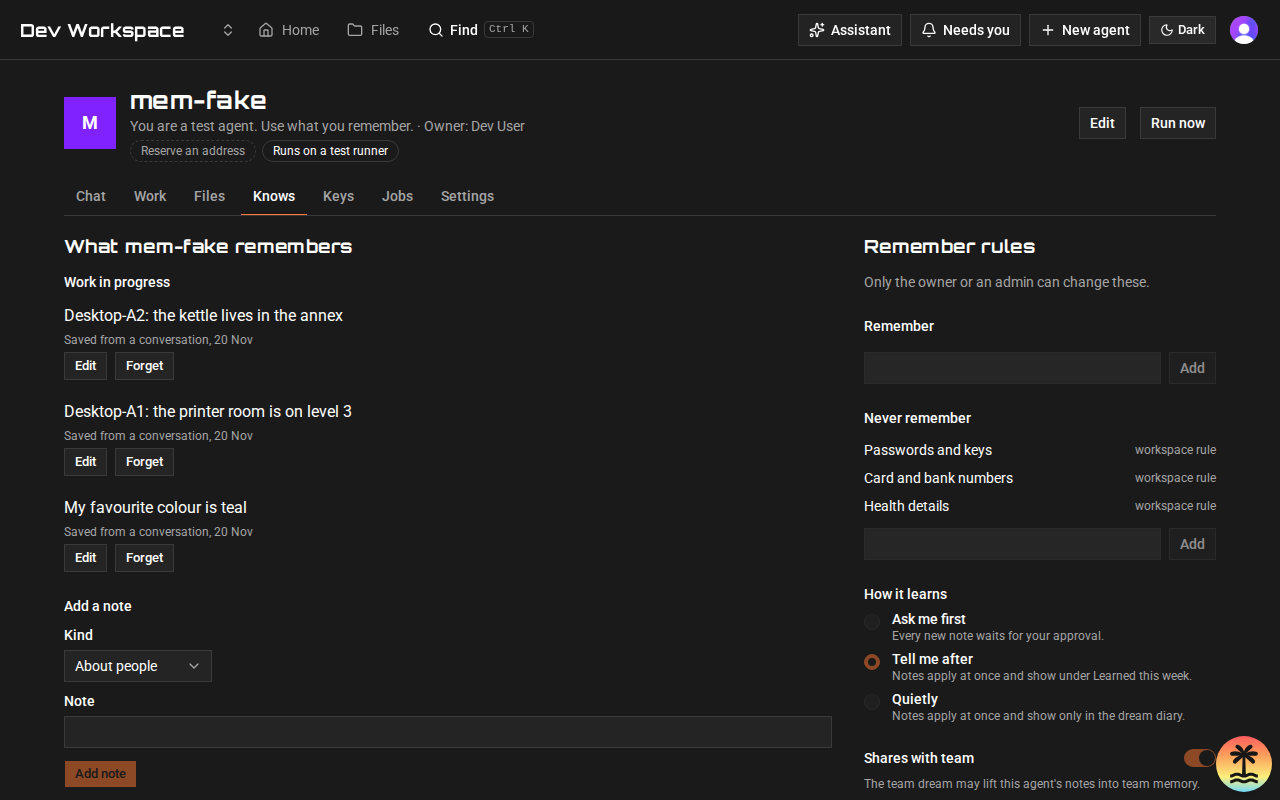 Dev Workspace
Home
Files
Find Ctrl K
Assistant
Needs you
New agent
Dark
M
mem-fake
You are a test agent. Use what you remember. · Owner: Dev User
Reserve an address
Runs on a test runner
Edit
Run now
Chat
Work
Files
Knows
Keys
Jobs
Settings
What mem-fake remembers
Work in progress
Desktop-A2: the kettle lives in the annex
Saved from a conversation, 20 Nov
Edit
Forget
Desktop-A1: the printer room is on level 3
Saved from a conversation, 20 Nov
Edit
Forget
My favourite colour is teal
Saved from a conversation, 20 Nov
Edit
Forget
Add a note
Kind
About people
Note
Add note
Remember rules
Only the owner or an admin can change these.
Remember
Add
Never remember
Passwords and keys workspace rule
Card and bank numbers workspace rule
Health details workspace rule
Add
How it learns
Ask me first
Every new note waits for your approval.
Tell me after
Notes apply at once and show under Learned this week.
Quietly
Notes apply at once and show only in the dream diary.
Shares with team
The team dream may lift this agent's notes into team memory.